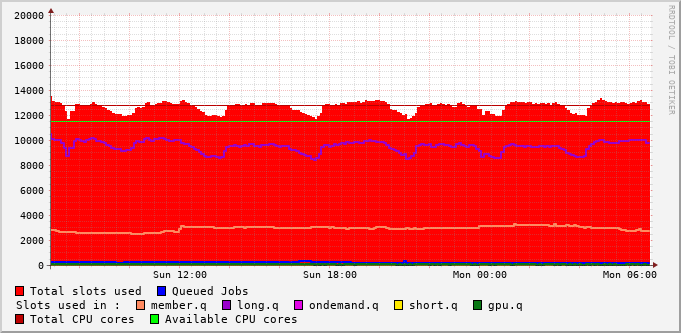 RRDTOOL / TOBI OETIKER
20000
18000
16000
14000
12000
10000
8000
6000
4000
2000
0
Sun 12:00 Sun 18:00 Mon 00:00 Mon 06:00
Total slots used Queued Jobs
Slots used in : member.q long.q ondemand.q short.q gpu.q
Total CPU cores Available CPU cores